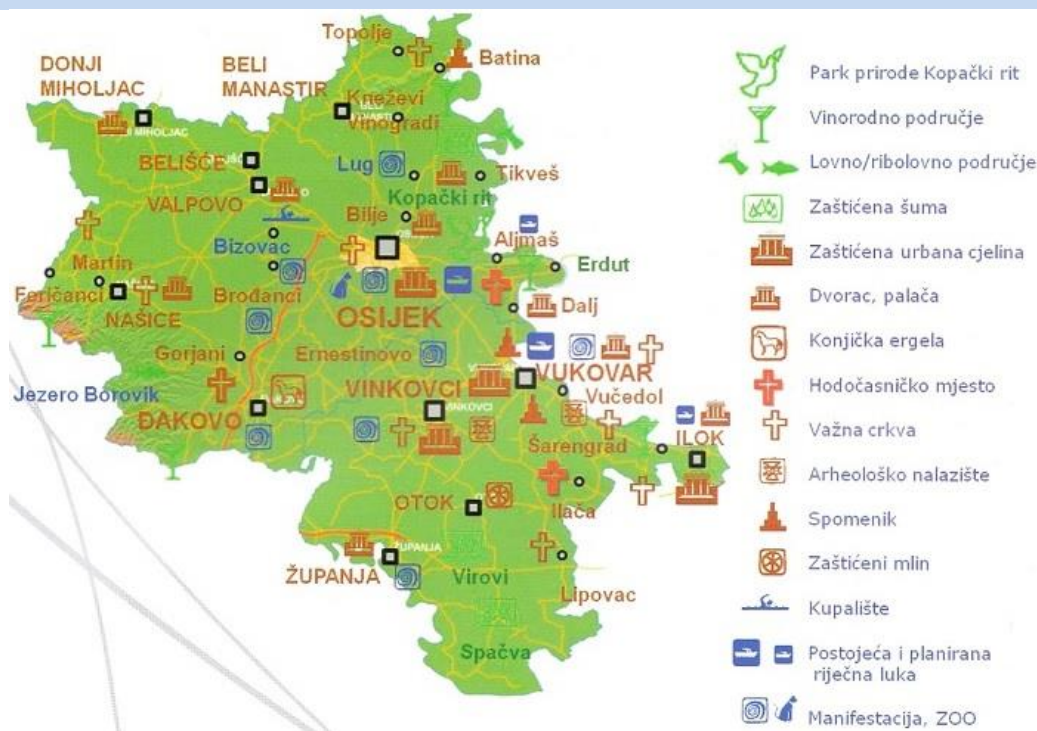 Topolje
Batina
DONJI
MIHOLJAC
BELI
MANASTIR
Kneževi
Vinogradi
BELIŠĆE
Lug
Tikveš
VALPOVO
Kopački rit
Bilje
Bizovac
Aljmaš
Martin
Erdut
Feričanci
NAŠICE
Brođanci
Dalj
OSIJEK
Gorjani
Ernestinovo
Jezero Borovik
VINKOVCI
VUKOVAR
ĐAKOVO
VINKOVCI
Vučedol
Šarengrad
ILOK
OTOK
Ilača
ŽUPANJA
ŽUPANJA
Virovi
Lipovac
Spačva
Park prirode Kopački rit
Vinorodno područje
Lovno/ribolovno područje
Zaštićena šuma
Zaštićena urbana cjelina
Dvorac, palača
Konjička ergela
Hodočasničko mjesto
Važna crkva
Arheološko nalazište
Spomenik
Zaštićeni mlin
Kupalište
Postojeća i planirana
riječna luka
Manifestacija, ZOO